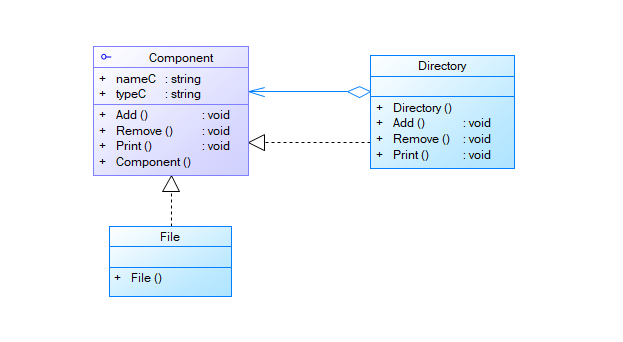 Component
+ nameC : string
+ typeC : string
+ Add () : void
+ Remove () : void
+ Print () : void
+ Component ()
Directory
+ Directory ()
+ Add () : void
+ Remove () : void
+ Print () : void
File
+ File ()